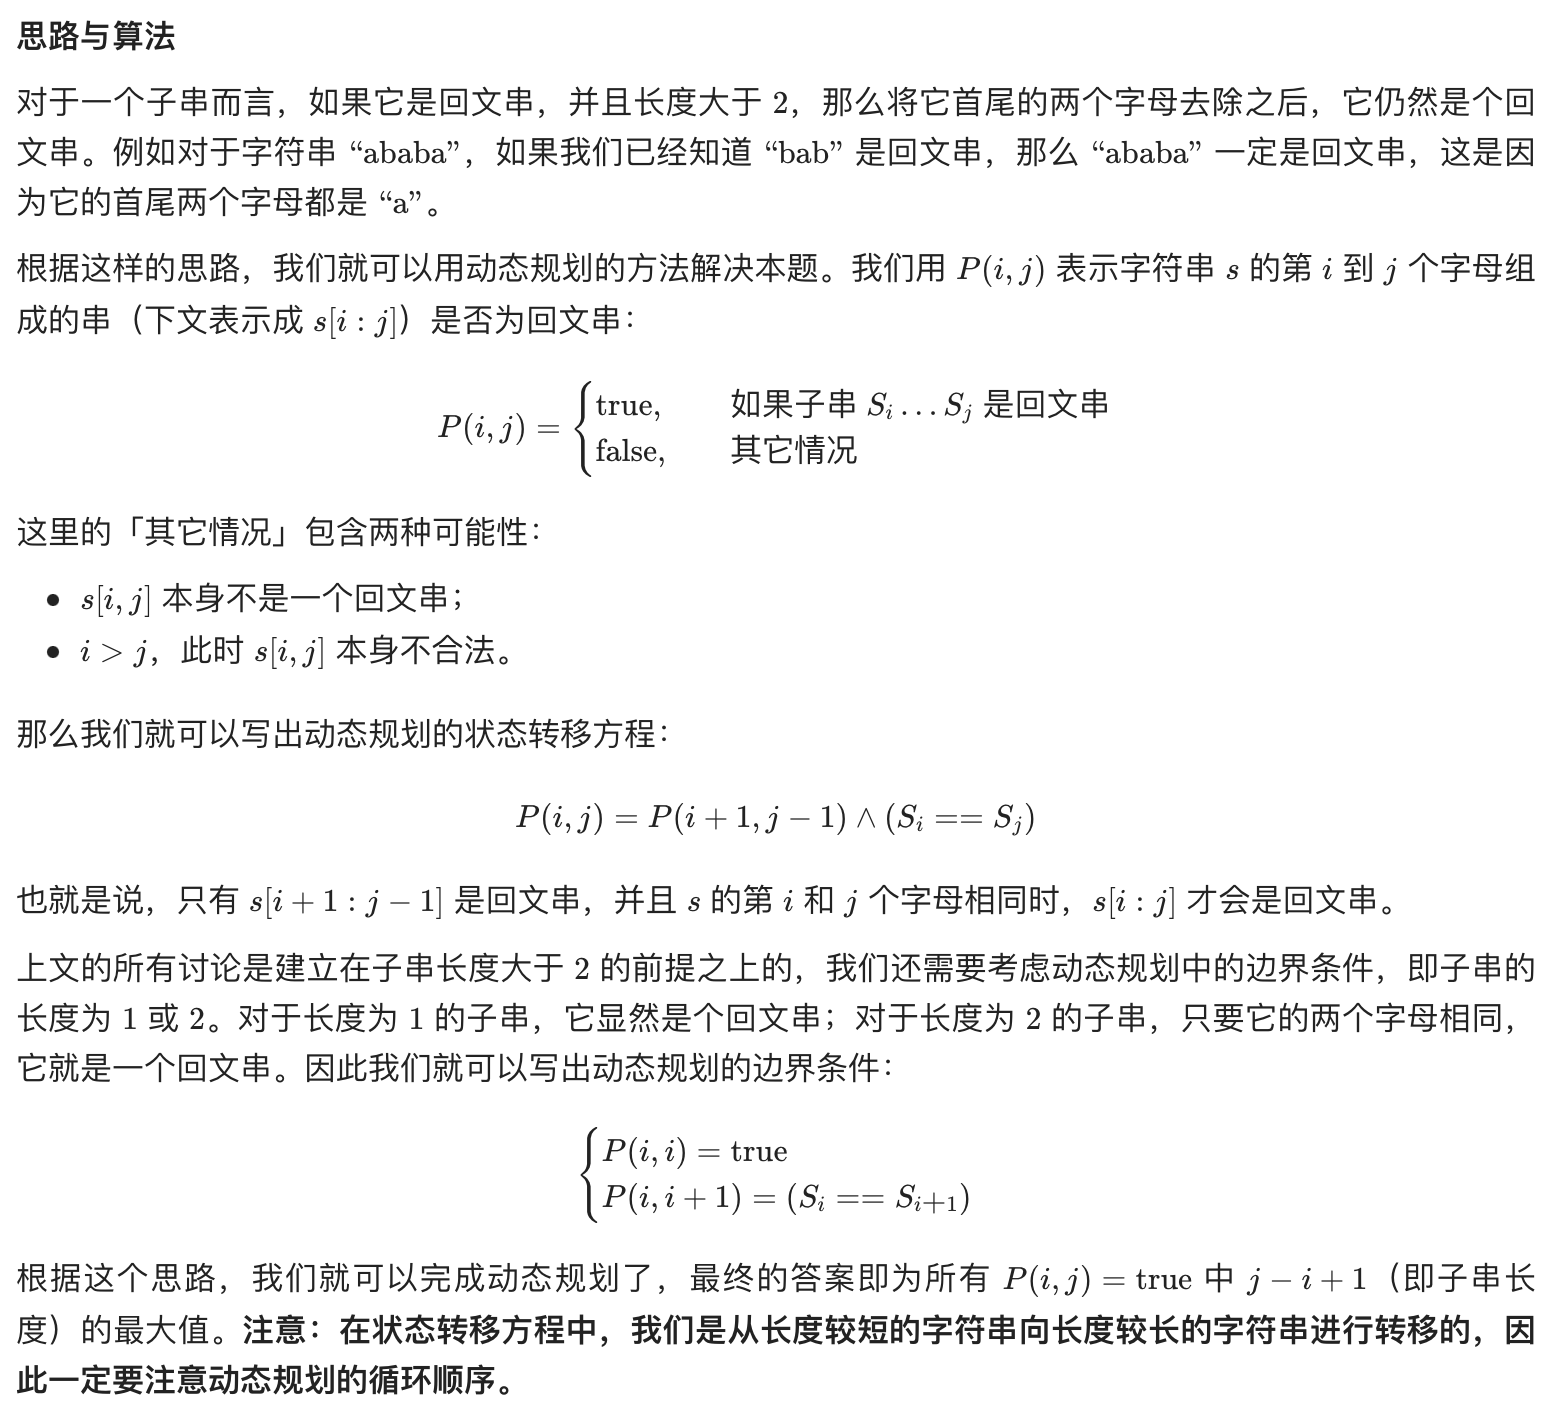 思路与算法
对于一个子串而言，如果它是回文串，并且长度大于 2，那么将它首尾的两个字母去除之后，它仍然是个回
文串。例如对于字符串 “ababa”，如果我们已经知道 “bab” 是回文串，那么 “ababa” 一定是回文串，这是因
为它的首尾两个字母都是 “a”。
根据这样的思路，我们就可以用动态规划的方法解决本题。我们用 P(i, j) 表示字符串 s 的第 i 到 j 个字母组
成的串（下文表示成 s[i : j]）是否为回文串：
P(i, j) = { true, 如果子串 S_i … S_j 是回文串
false, 其它情况
这里的「其它情况」包含两种可能性：
• s[i, j] 本身不是一个回文串；
• i > j，此时 s[i, j] 本身不合法。
那么我们就可以写出动态规划的状态转移方程：
P(i, j) = P(i + 1, j − 1) ∧ (S_i == S_j)
也就是说，只有 s[i + 1 : j − 1] 是回文串，并且 s 的第 i 和 j 个字母相同时，s[i : j] 才会是回文串。
上文的所有讨论是建立在子串长度大于 2 的前提之上的，我们还需要考虑动态规划中的边界条件，即子串的
长度为 1 或 2。对于长度为 1 的子串，它显然是个回文串；对于长度为 2 的子串，只要它的两个字母相同，
它就是一个回文串。因此我们就可以写出动态规划的边界条件：
{ P(i, i) = true
P(i, i + 1) = (S_i == S_{i+1})
根据这个思路，我们就可以完成动态规划了，最终的答案即为所有 P(i, j) = true 中 j − i + 1（即子串长
度）的最大值。注意：在状态转移方程中，我们是从长度较短的字符串向长度较长的字符串进行转移的，因
此一定要注意动态规划的循环顺序。